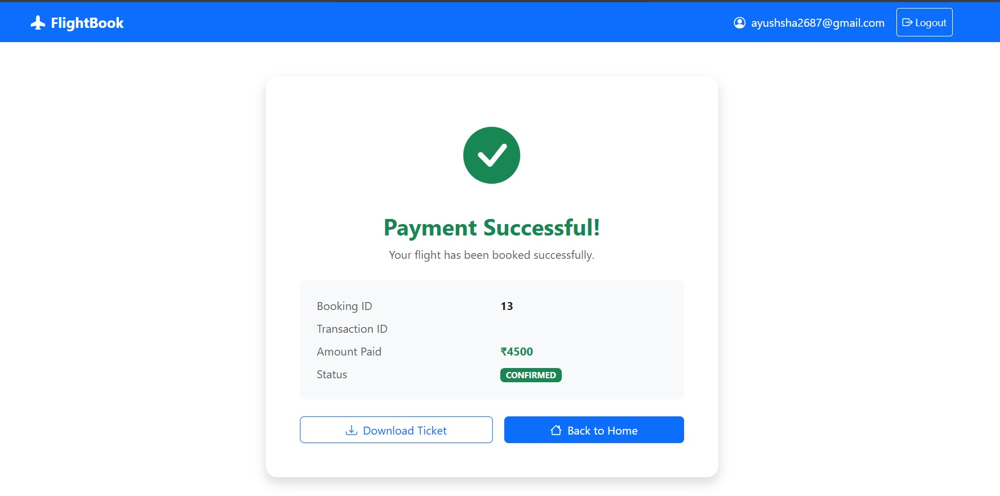 FlightBook
ayushsha2687@gmail.com
Logout
Payment Successful!
Your flight has been booked successfully.
Booking ID 13
Transaction ID
Amount Paid ₹4500
Status CONFIRMED
Download Ticket
Back to Home